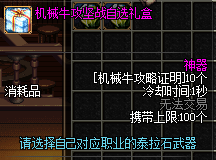 机械牛攻坚战自选礼盒
神器
[机械牛攻略证明]10个
消耗品
冷却时间1秒
无法交易
携带上限100个
请选择自己对应职业的泰拉石武器